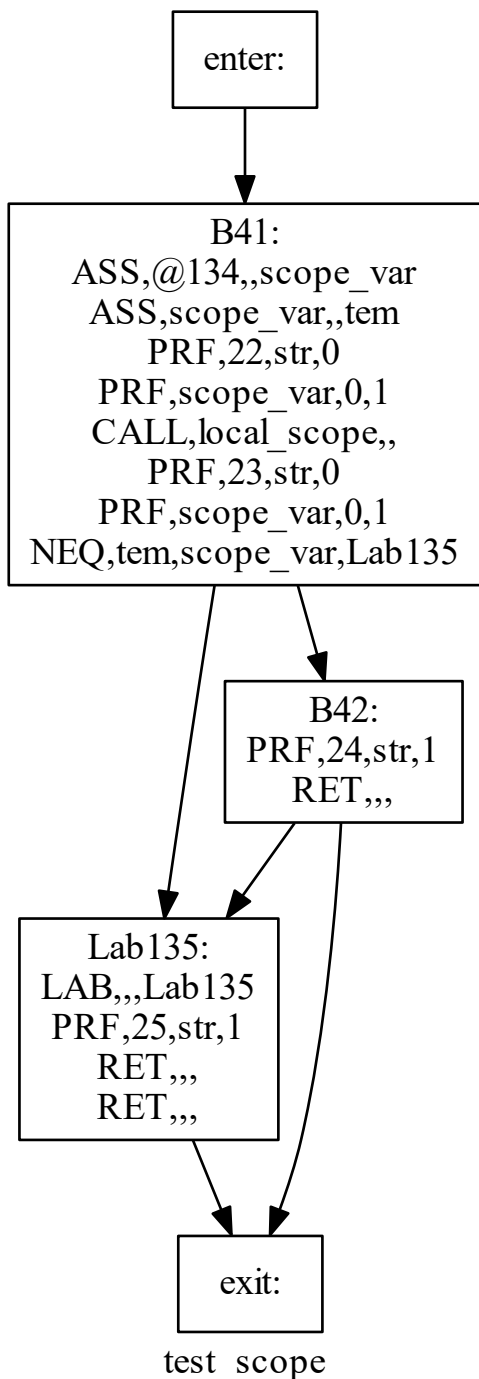 enter:
B41:
ASS,@134,,scope_var
ASS,scope_var,,tem
PRF,22,str,0
PRF,scope_var,0,1
CALL,local_scope,,
PRF,23,str,0
PRF,scope_var,0,1
NEQ,tem,scope_var,Lab135
B42:
PRF,24,str,1
RET,,,
Lab135:
LAB,,,Lab135
PRF,25,str,1
RET,,,
RET,,,
exit:
test_scope